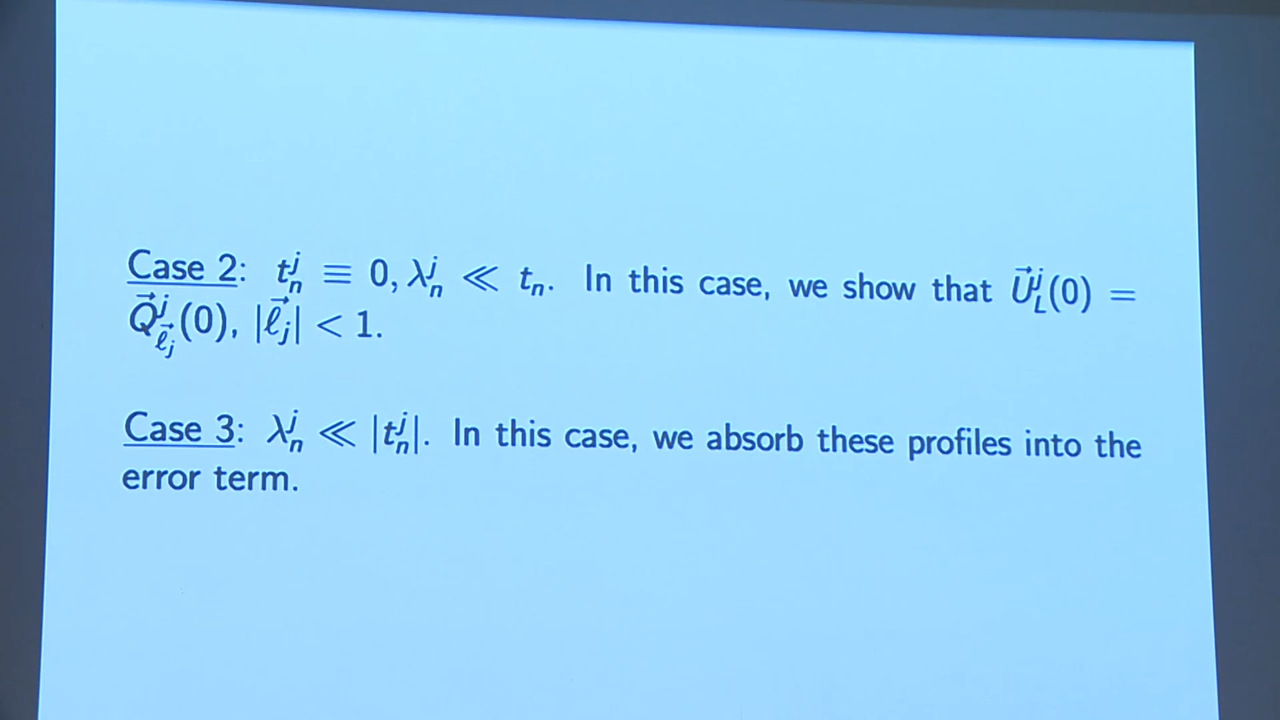 Case 2: $t_n^j \equiv 0, \lambda_n^j \ll t_n$. In this case, we show that $\vec{U}_L^j(0) =$
$\vec{Q}_{\vec{\ell}_j}^j(0), |\vec{\ell}_j| < 1.$
Case 3: $\lambda_n^j \ll |t_n^j|$. In this case, we absorb these profiles into the
error term.